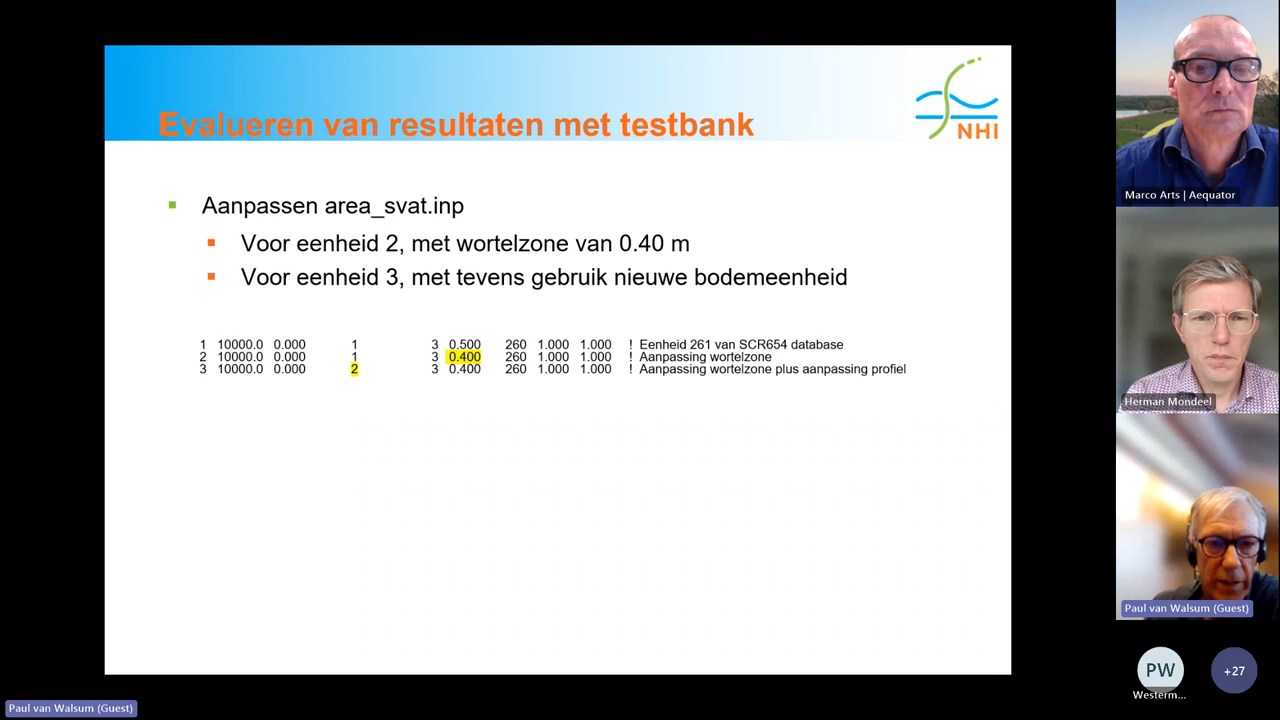 Evalueren van resultaten met testbank
NHI
Aanpassen area_svat.inp
Voor eenheid 2, met wortelzone van 0.40 m
Voor eenheid 3, met tevens gebruik nieuwe bodemeenheid
1 10000.0 0.000 1 3 0.500 260 1.000 1.000 ! Eenheid 261 van SCR654 database
2 10000.0 0.000 1 3 0.400 260 1.000 1.000 ! Aanpassing wortelzone
3 10000.0 0.000 2 3 0.400 260 1.000 1.000 ! Aanpassing wortelzone plus aanpassing profiel
Marco Arts | Aequator
Herman Mondeel
Paul van Walsum (Guest)
PW
+27
Westerm...
Paul van Walsum (Guest)